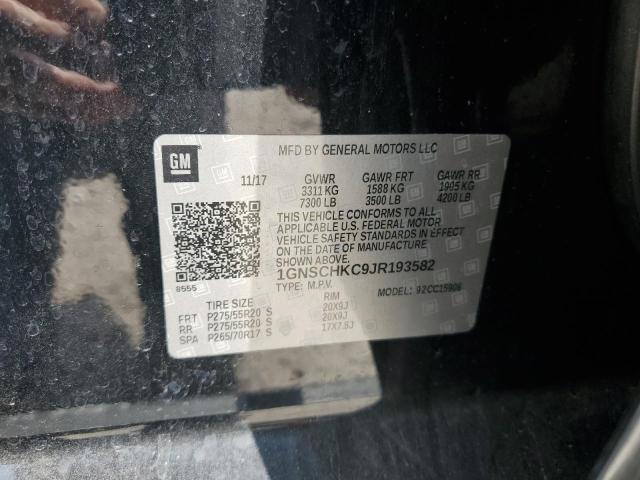 GM
MFD BY GENERAL MOTORS LLC
11/17 GVWR GAWR FRT GAWR RR
3311 KG 1588 KG 1905 KG
7300 LB 3500 LB 4200 LB
THIS VEHICLE CONFORMS TO ALL
APPLICABLE U.S. FEDERAL MOTOR
VEHICLE SAFETY STANDARDS IN EFFECT
ON THE DATE OF MANUFACTURE
SHOWN ABOVE.
1GNSCHKC9JR193582
8555
TYPE: M.P.V. MODEL: 92CC15906
TIRE SIZE RIM
FRT P275/55R20 S 20X9J
RR P275/55R20 S 20X9J
SPA P265/70R17 S 17X7.5J